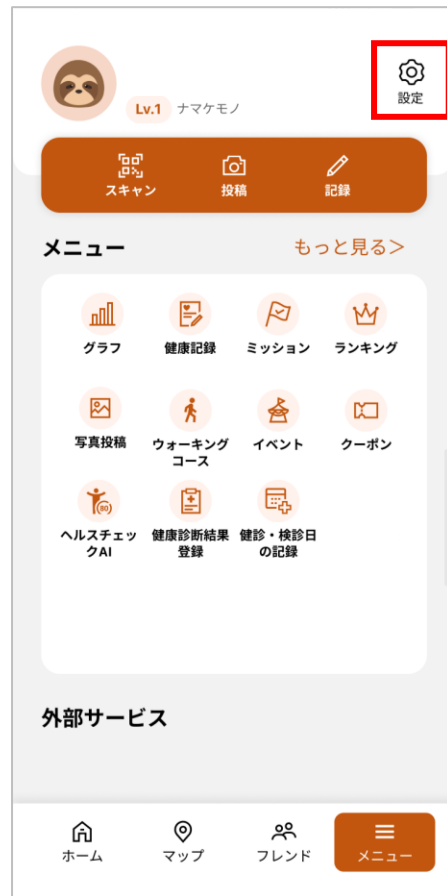 設定
Lv.1 ナマケモノ
スキャン 投稿 記録
メニュー もっと見る＞
グラフ 健康記録 ミッション ランキング
写真投稿 ウォーキング イベント クーポン
コース
ヘルスチェッ 健康診断結果 健診・検診日
クAI 登録 の記録
外部サービス
ホーム マップ フレンド メニュー